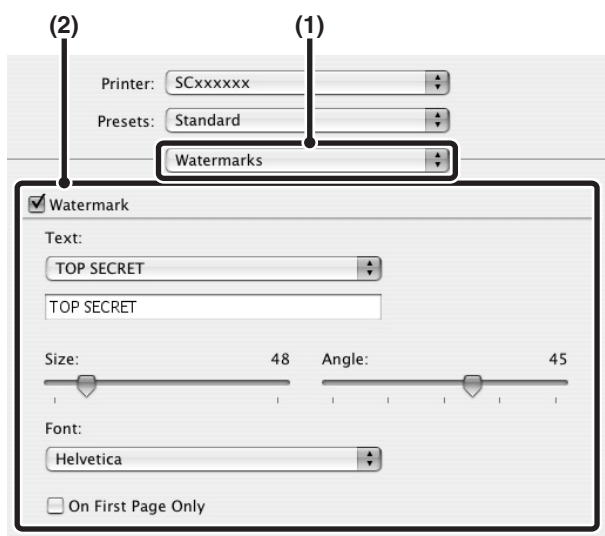 (2) (1)
Printer: SCxxxxxx
Presets: Standard
Watermarks
Watermark
Text:
TOP SECRET
TOP SECRET
Size: 48 Angle: 45
Font:
Helvetica
On First Page Only